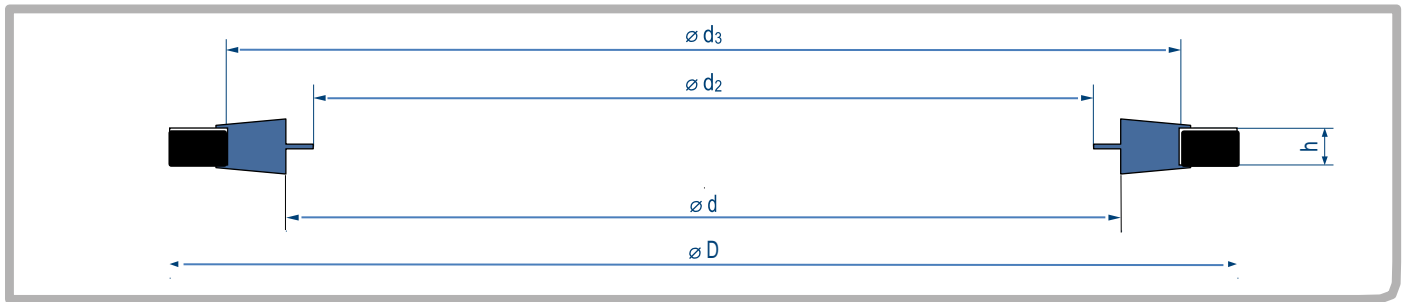 ⌀ d₃
⌀ d₂
h
⌀ d
⌀ D